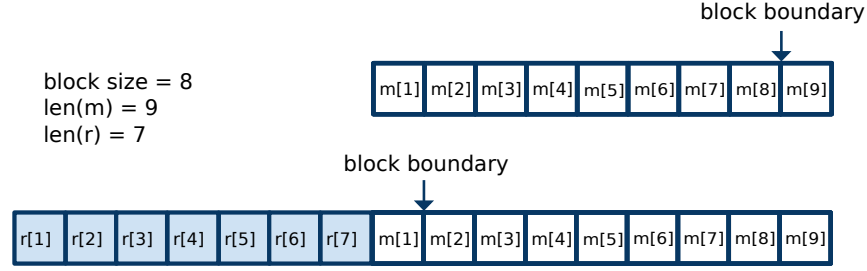 block boundary
m[1] m[2] m[3] m[4] m[5] m[6] m[7] m[8] m[9]
block size = 8
len(m) = 9
len(r) = 7
block boundary
r[1] r[2] r[3] r[4] r[5] r[6] r[7] m[1] m[2] m[3] m[4] m[5] m[6] m[7] m[8] m[9]